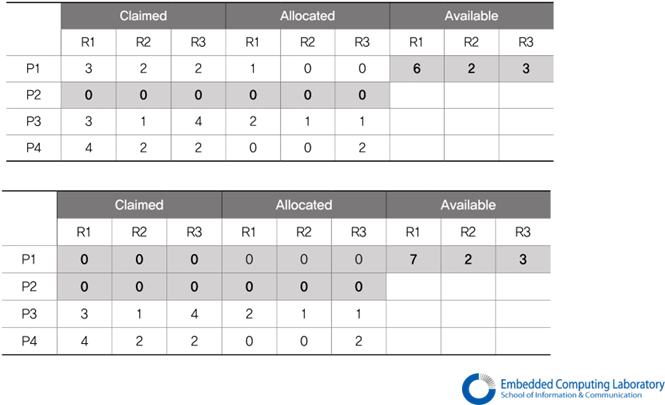 Claimed Allocated Available
R1 R2 R3 R1 R2 R3 R1 R2 R3
P1 3 2 2 1 0 0 6 2 3
P2 0 0 0 0 0 0
P3 3 1 4 2 1 1
P4 4 2 2 0 0 2
Claimed Allocated Available
R1 R2 R3 R1 R2 R3 R1 R2 R3
P1 0 0 0 0 0 0 7 2 3
P2 0 0 0 0 0 0
P3 3 1 4 2 1 1
P4 4 2 2 0 0 2
Embedded Computing Laboratory
School of Information & Communication